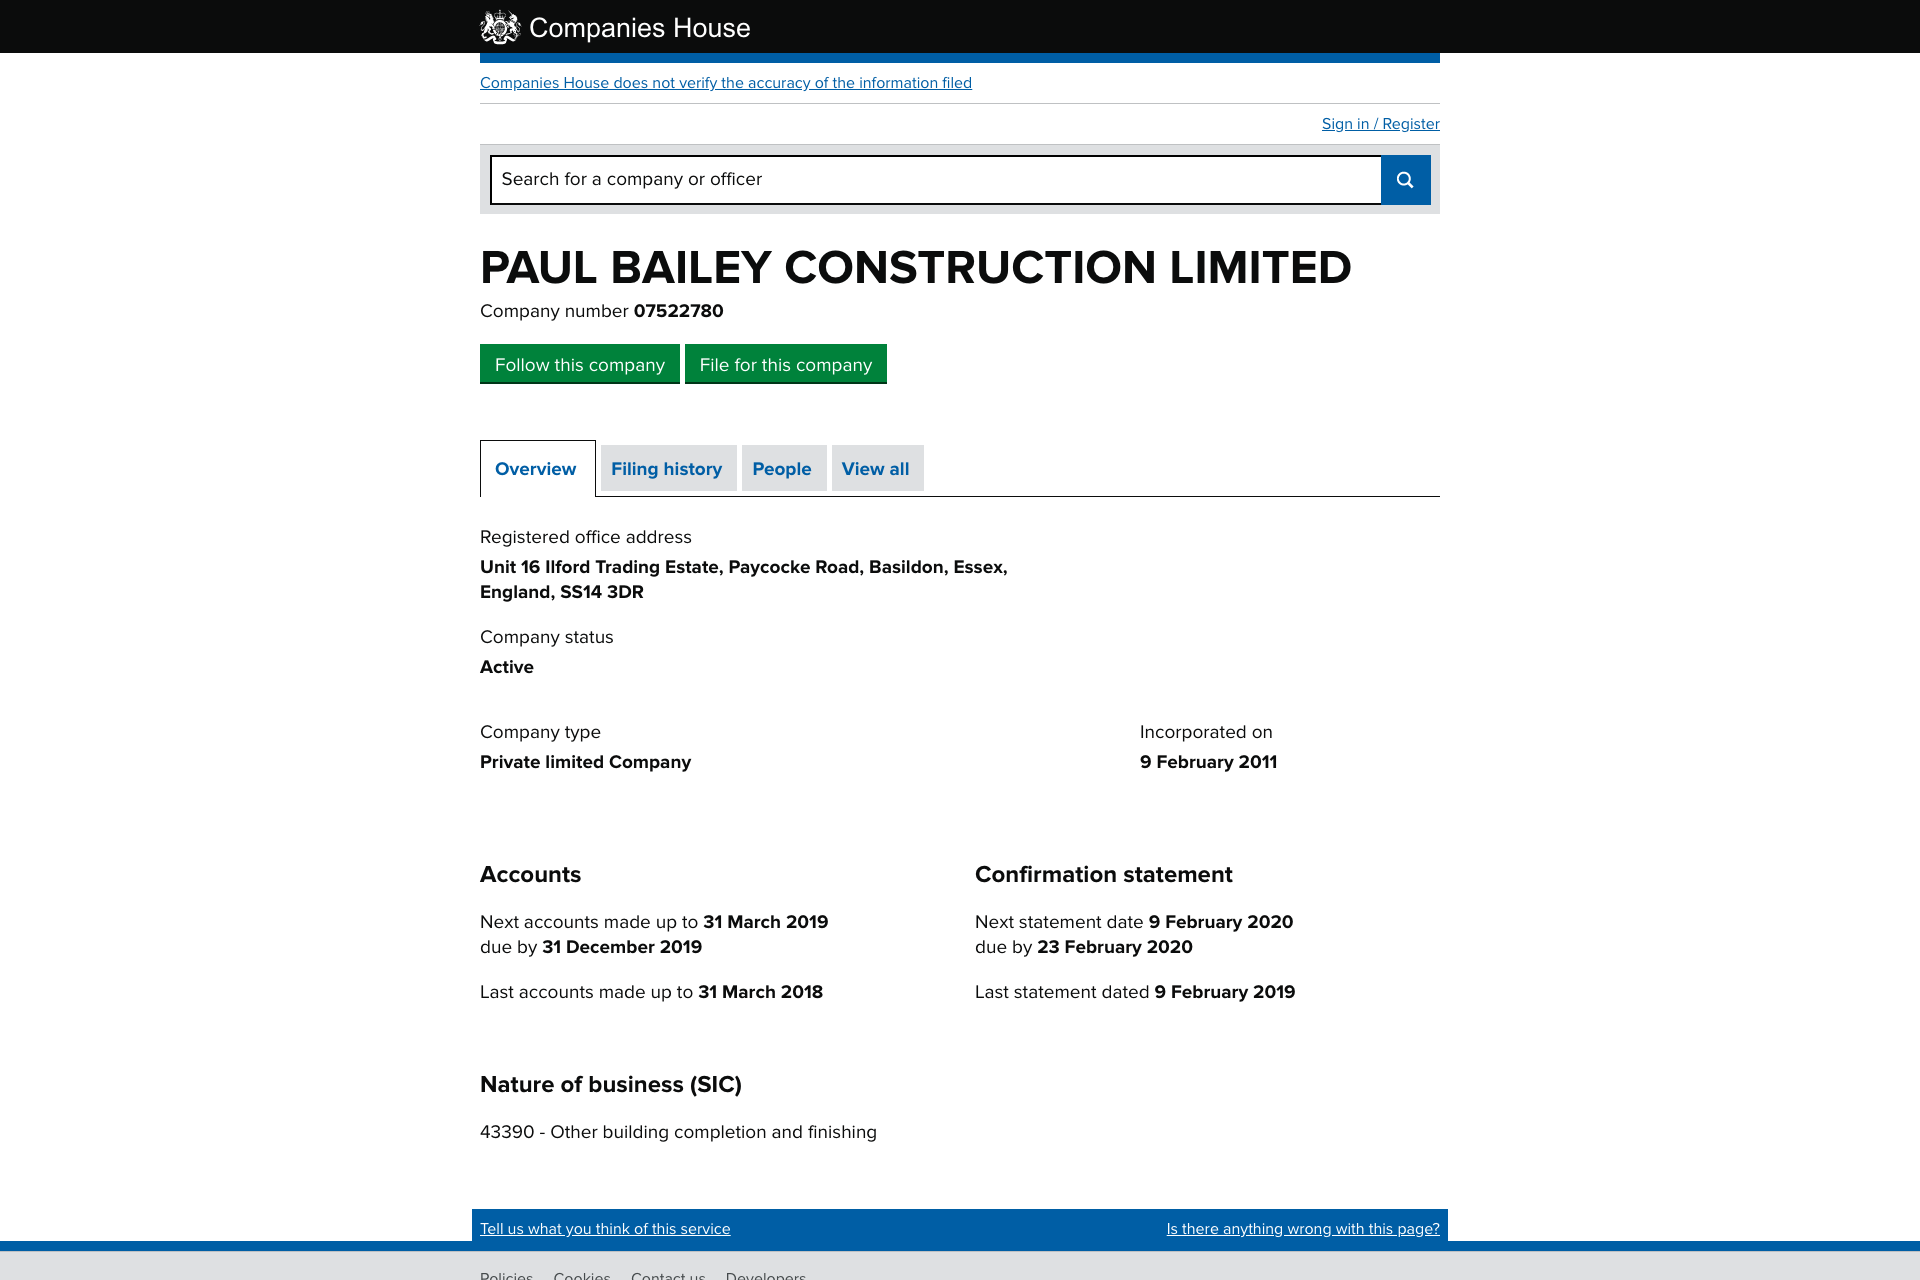 Companies House
Companies House does not verify the accuracy of the information filed
Sign in / Register
Search for a company or officer
PAUL BAILEY CONSTRUCTION LIMITED
Company number 07522780
Follow this company File for this company
Overview Filing history People View all
Registered office address
Unit 16 Ilford Trading Estate, Paycocke Road, Basildon, Essex,
England, SS14 3DR
Company status
Active
Company type
Private limited Company
Incorporated on
9 February 2011
Accounts
Next accounts made up to 31 March 2019
due by 31 December 2019
Last accounts made up to 31 March 2018
Confirmation statement
Next statement date 9 February 2020
due by 23 February 2020
Last statement dated 9 February 2019
Nature of business (SIC)
43390 - Other building completion and finishing
Tell us what you think of this service Is there anything wrong with this page?
Policies Cookies Contact us Developers